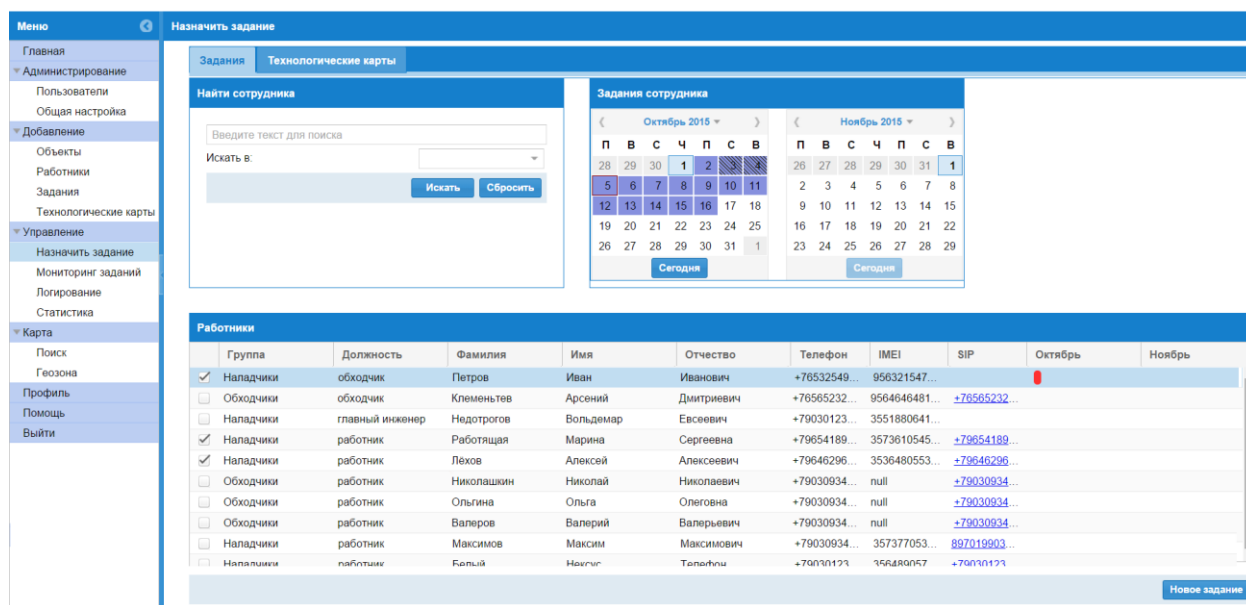 Меню
Главная
Администрирование
Пользователи
Общая настройка
Добавление
Объекты
Работники
Задания
Технологические карты
Управление
Назначить задание
Мониторинг заданий
Логирование
Статистика
Карта
Поиск
Геозона
Профиль
Помощь
Выйти
Назначить задание
Задания Технологические карты
Найти сотрудника
Введите текст для поиска
Искать в:
Искать Сбросить
Задания сотрудника
Октябрь 2015
П В С Ч П С В
28 29 30 1 2 3 4
5 6 7 8 9 10 11
12 13 14 15 16 17 18
19 20 21 22 23 24 25
26 27 28 29 30 31 1
Сегодня
Ноябрь 2015
П В С Ч П С В
26 27 28 29 30 31 1
2 3 4 5 6 7 8
9 10 11 12 13 14 15
16 17 18 19 20 21 22
23 24 25 26 27 28 29
Сегодня
Работники
Группа Должность Фамилия Имя Отчество Телефон IMEI SIP Октябрь Ноябрь
Наладчики обходчик Петров Иван Иванович +76532549... 956321547...
Обходчики обходчик Клеменьтев Арсений Дмитриевич +76565232... 9564646481... +76565232...
Наладчики главный инженер Недотрогов Вольдемар Евсеевич +79030123... 3551880641...
Наладчики работник Работящая Марина Сергеевна +79654189... 3573610545... +79654189...
Наладчики работник Лёхов Алексей Алексеевич +79646296... 3536480553... +79646296...
Обходчики работник Николашкин Николай Николаевич +79030934... null +79030934...
Обходчики работник Ольгина Ольга Олеговна +79030934... null +79030934...
Обходчики работник Валеров Валерий Валерьевич +79030934... null +79030934...
Наладчики работник Максимов Максим Максимович +79030934... 357377053... 897019903...
Наладчики работник Белый Нексус Телефон +79030123... 356489057... +79030123...
Новое задание